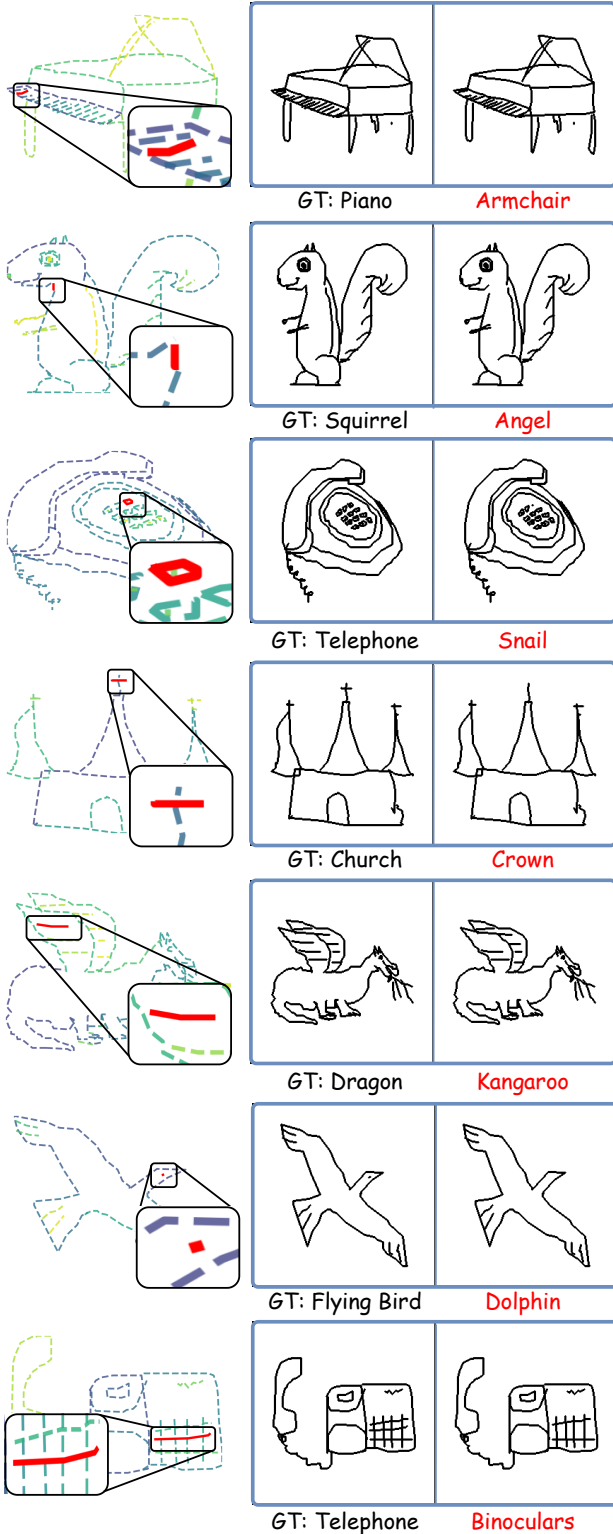 GT: Piano Armchair
GT: Squirrel Angel
GT: Telephone Snail
GT: Church Crown
GT: Dragon Kangaroo
GT: Flying Bird Dolphin
GT: Telephone Binoculars